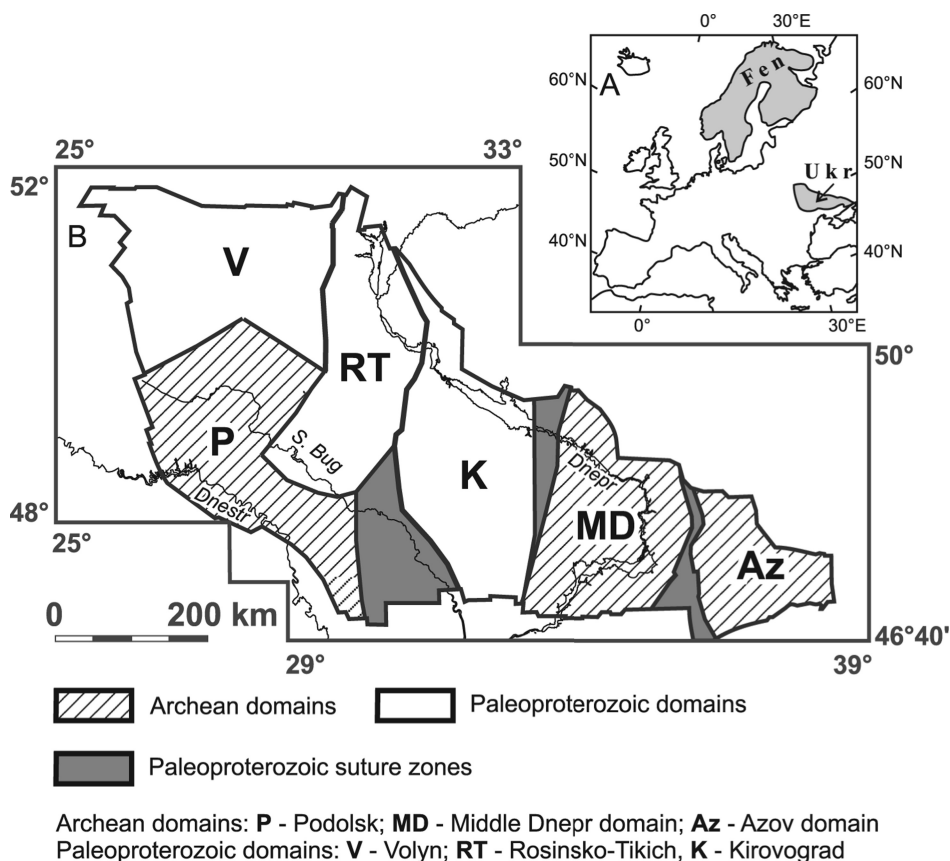 0° 30°E
60°N A Fen 60°N
50°N 50°N
Ukr
40°N 40°N
0° 30°E
25° 33°
52°
B
V
50°
RT
P S. Bug K Dnepr
Dnestr MD Az
48°
25°
0 200 km
46°40'
29° 39°
Archean domains Paleoproterozoic domains
Paleoproterozoic suture zones
Archean domains: P - Podolsk; MD - Middle Dnepr domain; Az - Azov domain
Paleoproterozoic domains: V - Volyn; RT - Rosinsko-Tikich, K - Kirovograd